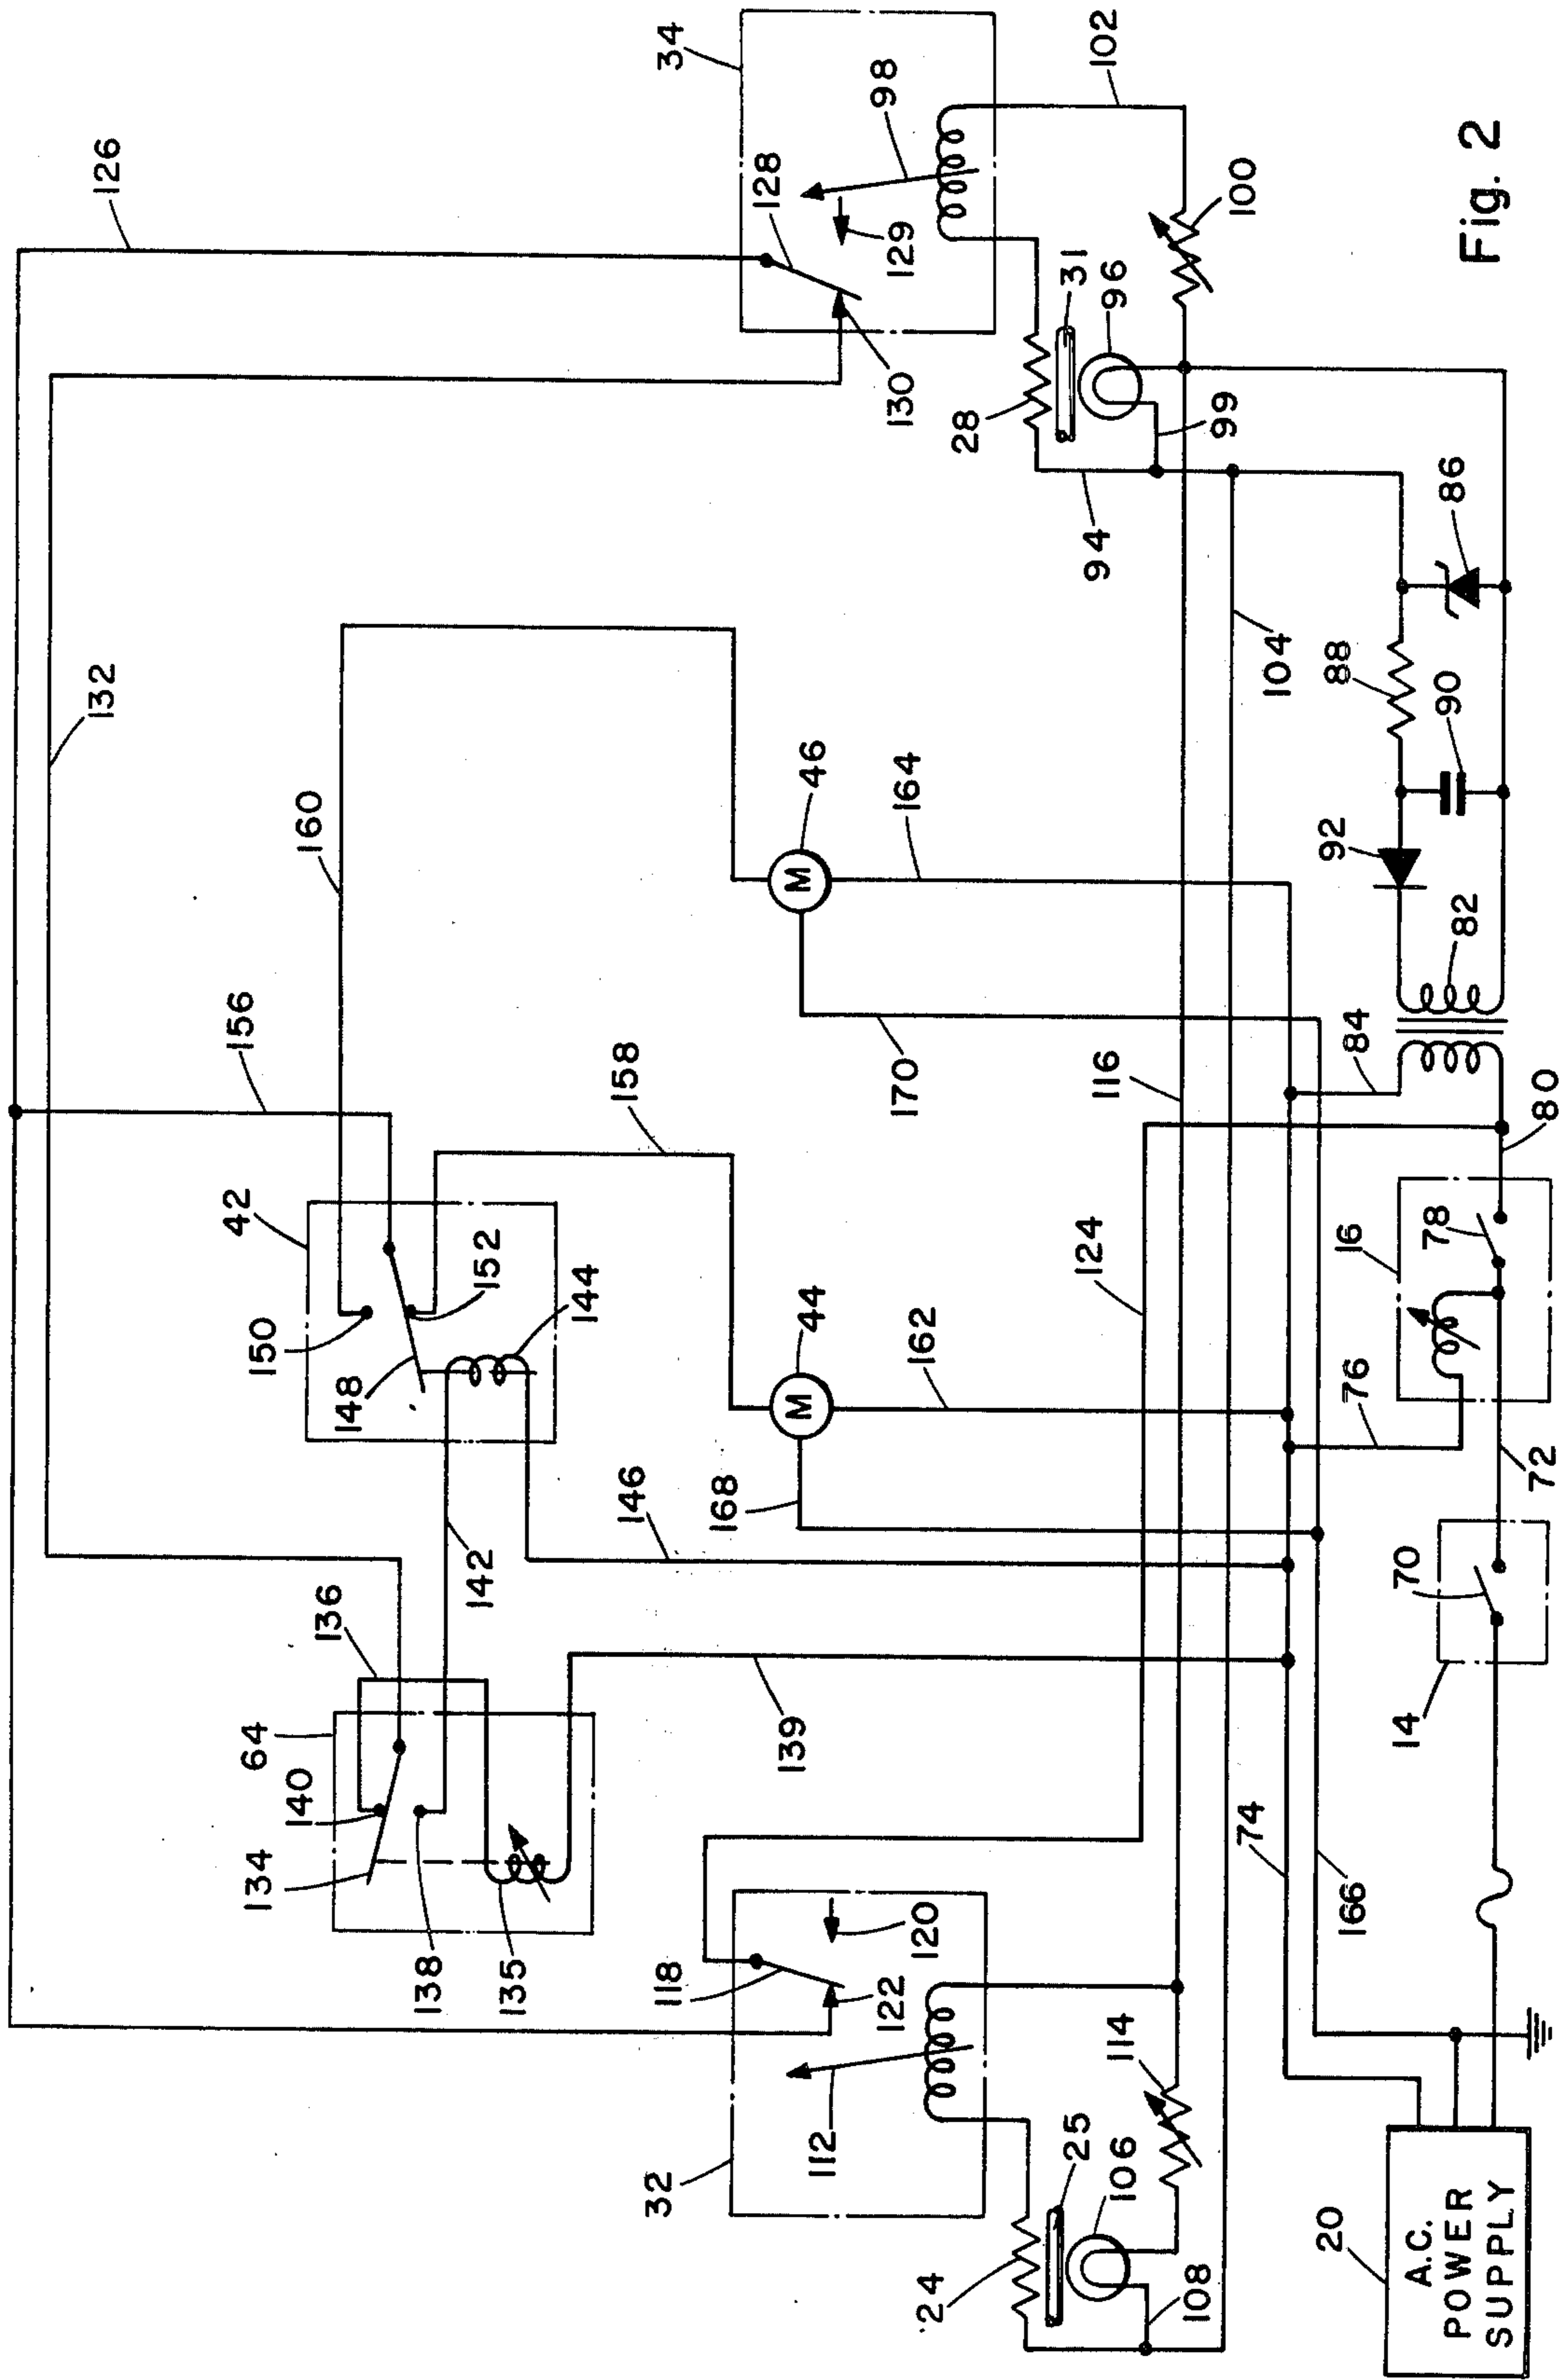 132 126
64 42 156
150
140 160
136
148
134
138 142 152
135
144
146 158
32 118 34
168
128
139
112 44 46
122 130 129 98
24 120 162 164
170 28
25 31
94 102
106 114 124 116 96
108 99 100
74 104
20 166 76 16 84 88
14 70 78 92 82 90 86
A.C.
POWER
SUPPLY
72 80
Fig. 2
M
M